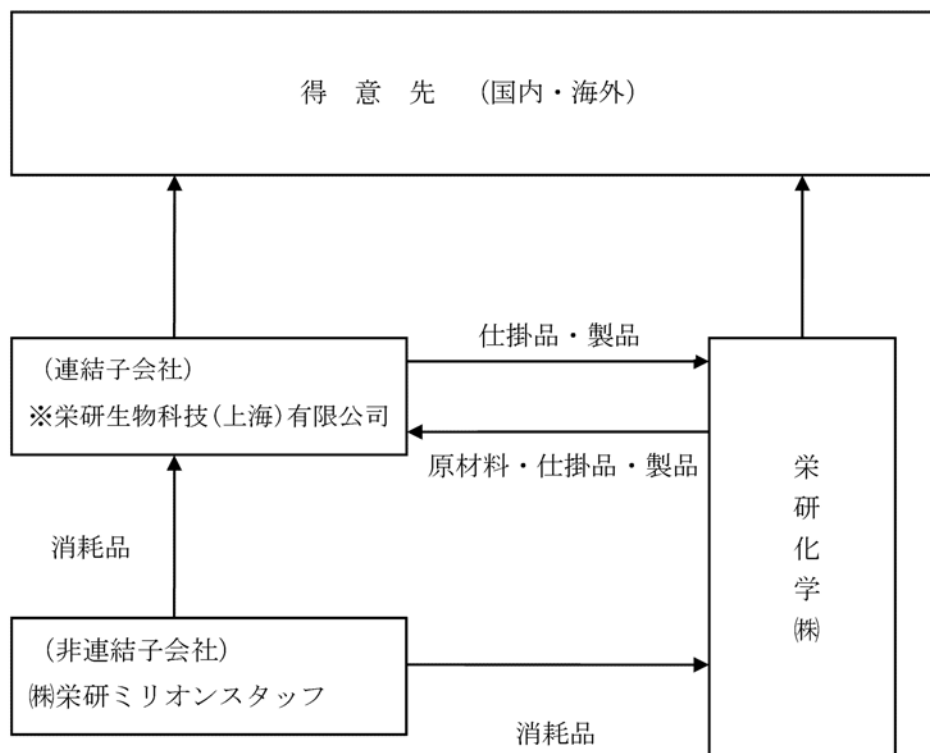 得 意 先 （国内・海外）
仕掛品・製品
（連結子会社）
※栄研生物科技(上海)有限公司
原材料・仕掛品・製品
栄研化学㈱
消耗品
（非連結子会社）
㈱栄研ミリオンスタッフ
消耗品